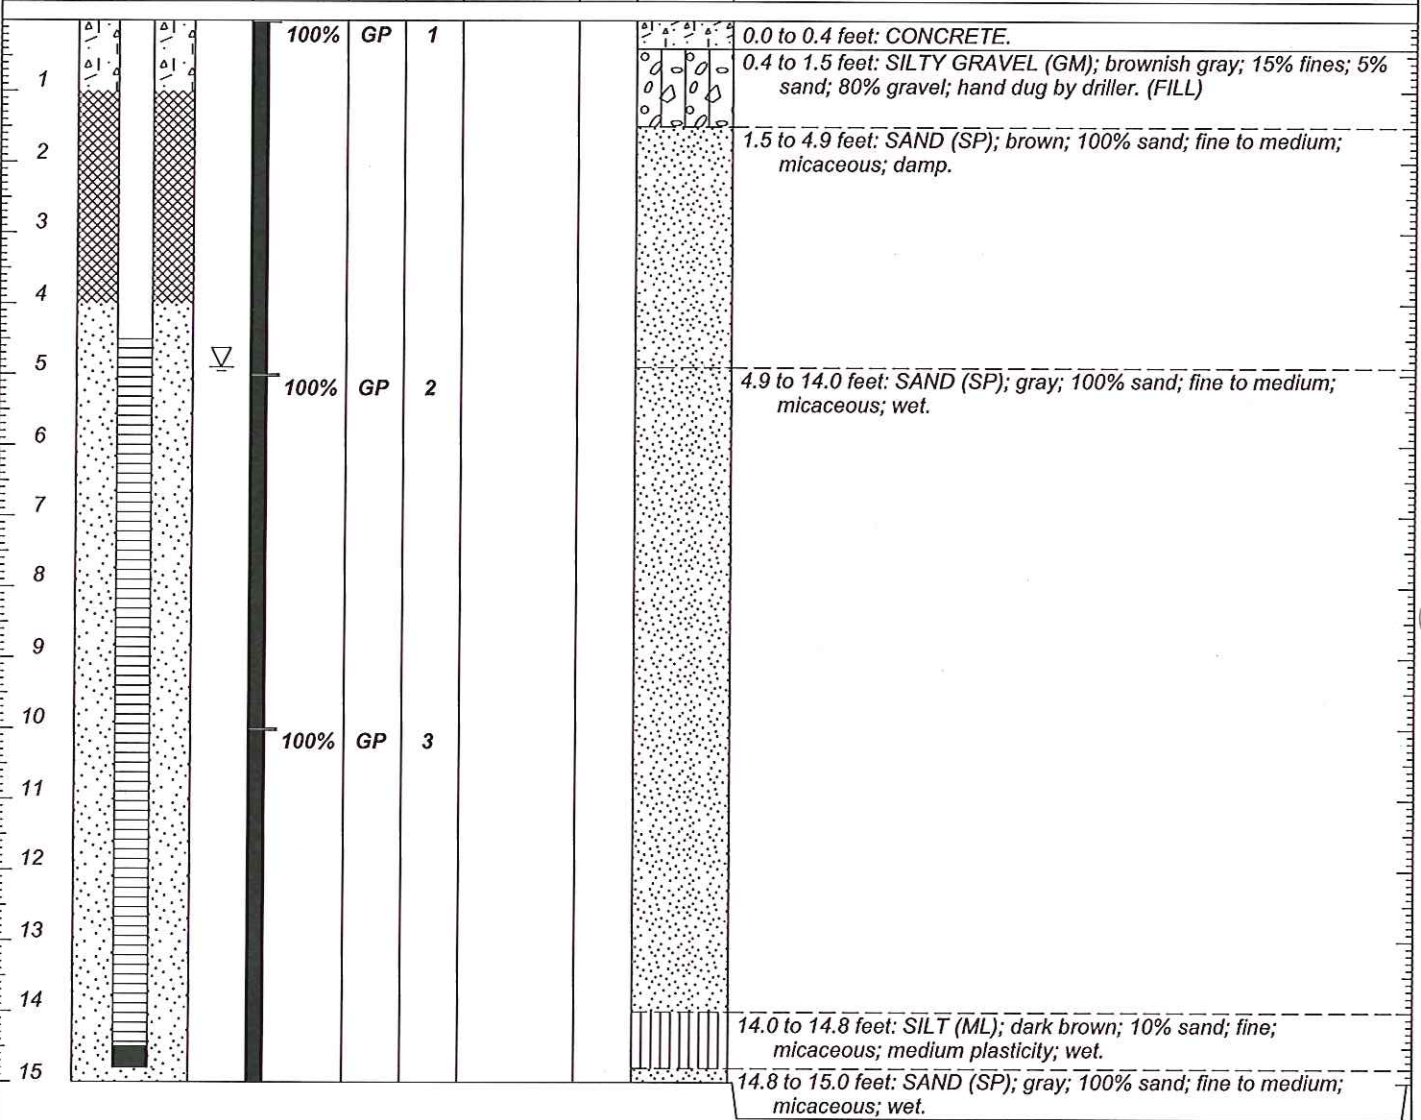 100% GP 1
0.0 to 0.4 feet: CONCRETE.
0.4 to 1.5 feet: SILTY GRAVEL (GM); brownish gray; 15% fines; 5%
sand; 80% gravel; hand dug by driller. (FILL)
1
1.5 to 4.9 feet: SAND (SP); brown; 100% sand; fine to medium;
micaceous; damp.
2
3
4
5
100% GP 2
4.9 to 14.0 feet: SAND (SP); gray; 100% sand; fine to medium;
micaceous; wet.
6
7
8
9
10
100% GP 3
11
12
13
14
14.0 to 14.8 feet: SILT (ML); dark brown; 10% sand; fine;
micaceous; medium plasticity; wet.
15
14.8 to 15.0 feet: SAND (SP); gray; 100% sand; fine to medium;
micaceous; wet.